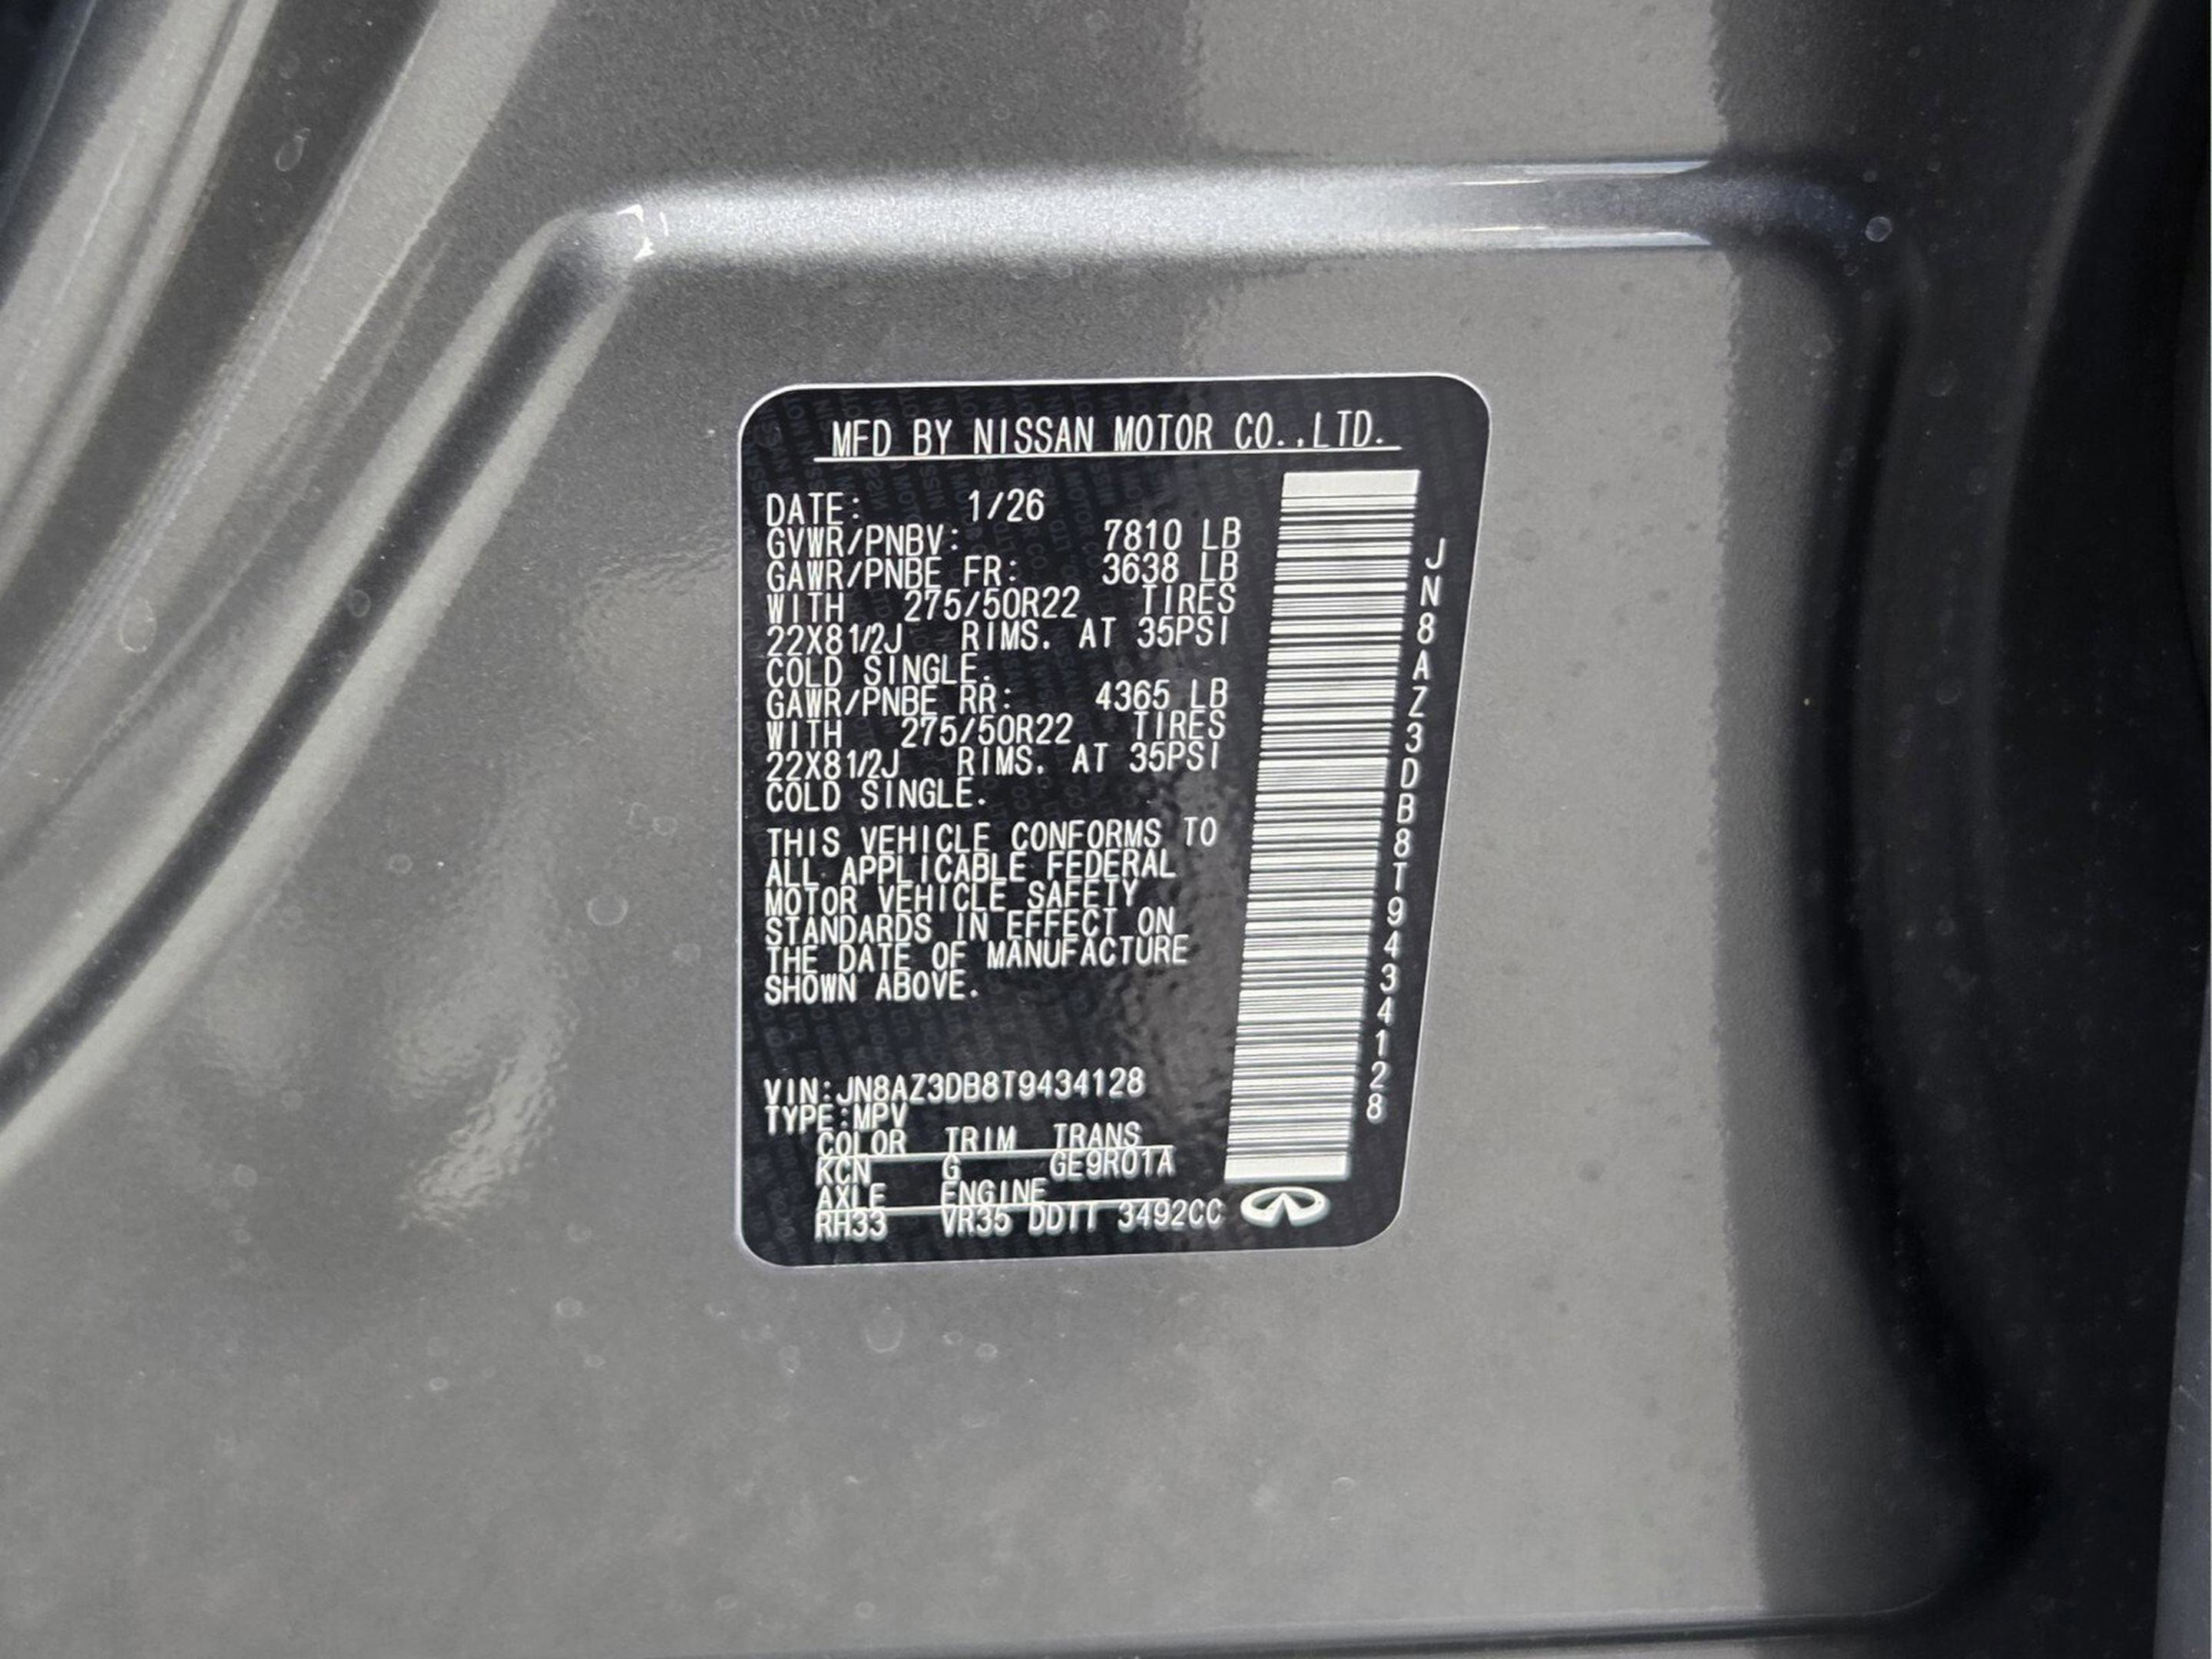 MFD BY NISSAN MOTOR CO.,LTD.
DATE: 1/26
GVWR/PNBV: 7810 LB
GAWR/PNBE FR: 3638 LB
WITH 275/50R22 TIRES
22X81/2J RIMS. AT 35PSI
COLD SINGLE.
GAWR/PNBE RR: 4365 LB
WITH 275/50R22 TIRES
22X81/2J RIMS. AT 35PSI
COLD SINGLE.
THIS VEHICLE CONFORMS TO
ALL APPLICABLE FEDERAL
MOTOR VEHICLE SAFETY
STANDARDS IN EFFECT ON
THE DATE OF MANUFACTURE
SHOWN ABOVE.
VIN:JN8AZ3DB8T9434128
TYPE:MPV
COLOR TRIM TRANS
KCN G GE9R01A
AXLE ENGINE
RH33 VR35 DDTT 3492CC
JN8AZ3DB8T9434128